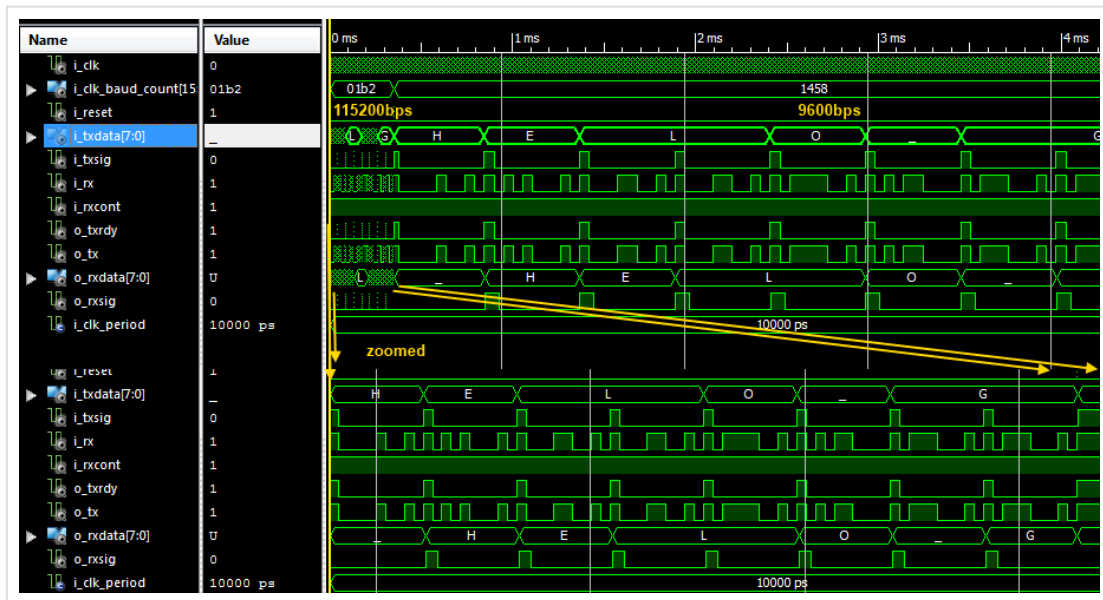 Name Value 0 ms 1 ms 2 ms 3 ms 4 ms
i_clk 0
i_clk_baud_count[15: 01b2 01b2 1458
i_reset 1 115200bps 9600bps
i_txdata[7:0] _ L G H E L O _ G
i_txsig 0
i_rx 1
i_rxcont 1
o_txrdy 1
o_tx 1
o_rxdata[7:0] U L _ H E L O _
o_rxsig 0
i_clk_period 10000 ps 10000 ps
zoomed
i_reset 1
i_txdata[7:0] _ H E L O _ G
i_txsig 0
i_rx 1
i_rxcont 1
o_txrdy 1
o_tx 1
o_rxdata[7:0] U _ H E L O _ G
o_rxsig 0
i_clk_period 10000 ps 10000 ps